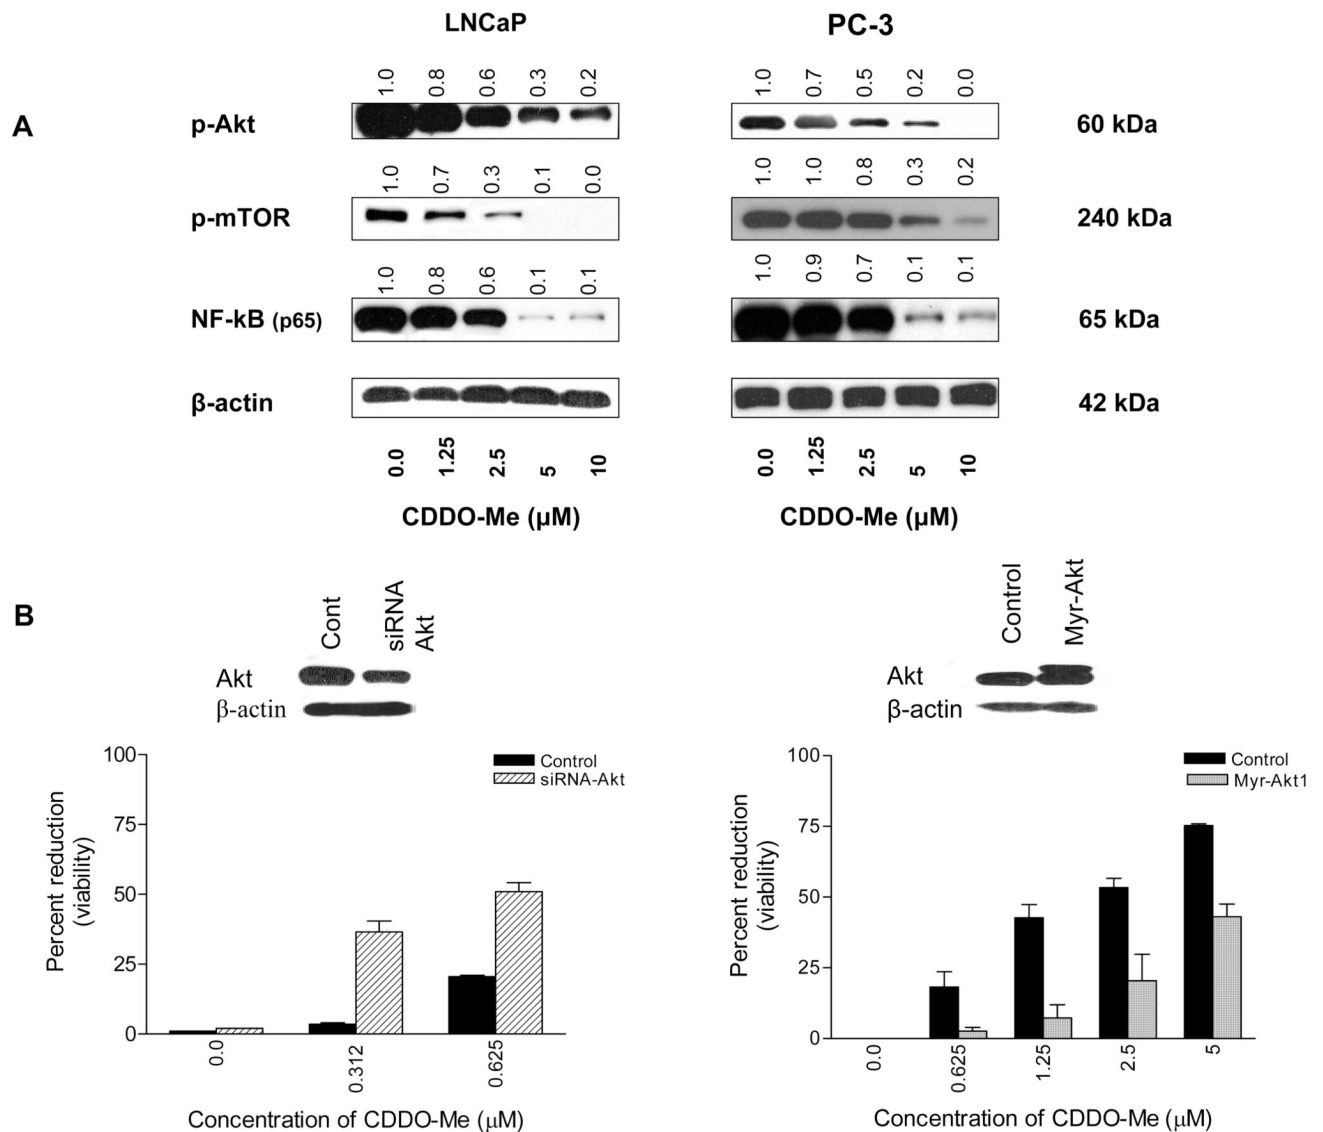 LNCaP PC-3
1.0 0.8 0.6 0.3 0.2 1.0 0.7 0.5 0.2 0.0
A p-Akt 60 kDa
1.0 0.7 0.3 0.1 0.0 1.0 1.0 0.8 0.3 0.2
p-mTOR 240 kDa
1.0 0.8 0.6 0.1 0.1 1.0 0.9 0.7 0.1 0.1
NF-kB (p65) 65 kDa
β-actin 42 kDa
0.0 1.25 2.5 5 10 0.0 1.25 2.5 5 10
CDDO-Me (µM) CDDO-Me (µM)
B
Cont
siRNA
Akt
Akt
β-actin
100
75
50
25
0
Percent reduction
(viability)
Control
siRNA-Akt
0.0 0.312 0.625
Concentration of CDDO-Me (µM)
Control
Myr-Akt
Akt
β-actin
100
75
50
25
0
Percent reduction
(viability)
Control
Myr-Akt1
0.0 0.625 1.25 2.5 5
Concentration of CDDO-Me (µM)